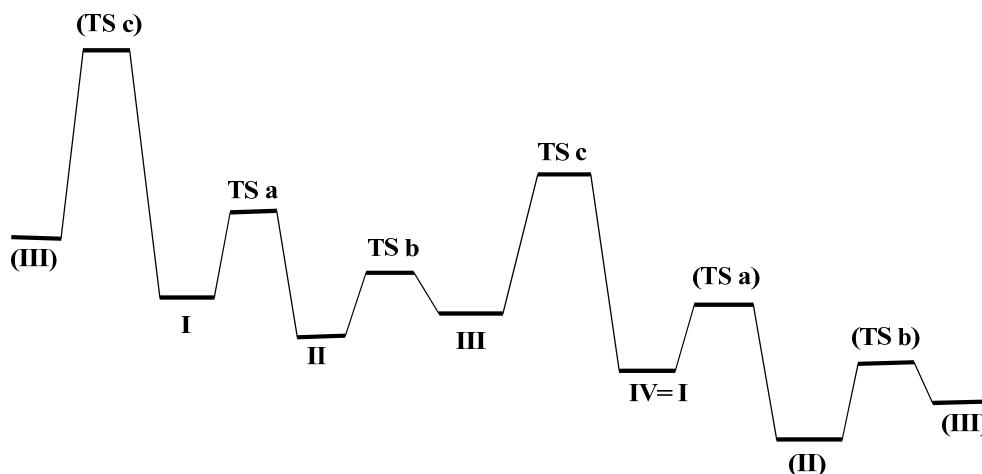 (TS c)
(III)
I
TS a
II
TS b
III
TS c
IV= I
(TS a)
(II)
(TS b)
(III)